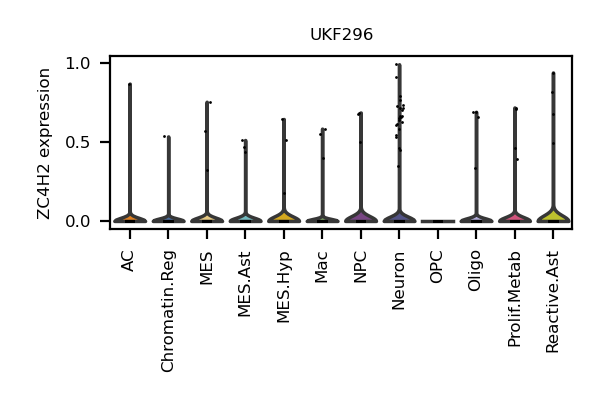 UKF296
ZC4H2 expression
1.0
0.5
0.0
AC
Chromatin.Reg
MES
MES.Ast
MES.Hyp
Mac
NPC
Neuron
OPC
Oligo
Prolif.Metab
Reactive.Ast